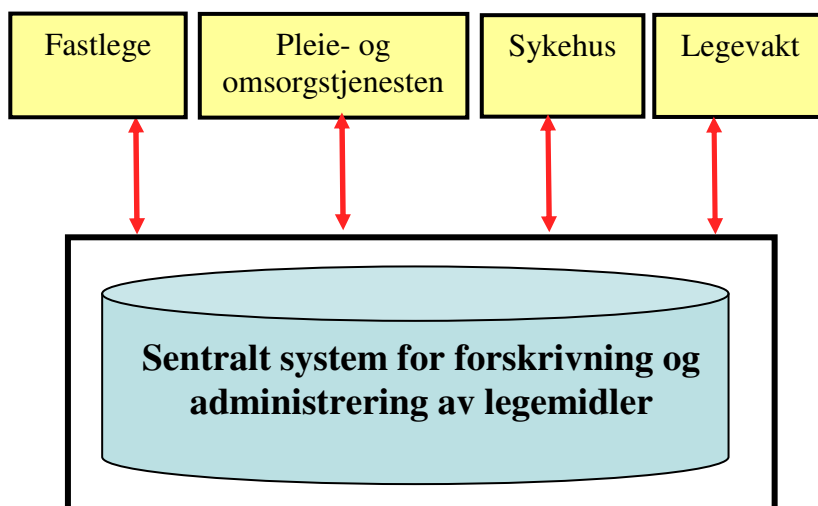 Fastlege
Pleie- og
omsorgstjenesten
Sykehus
Legevakt
Sentralt system for forskrivning og
administrering av legemidler